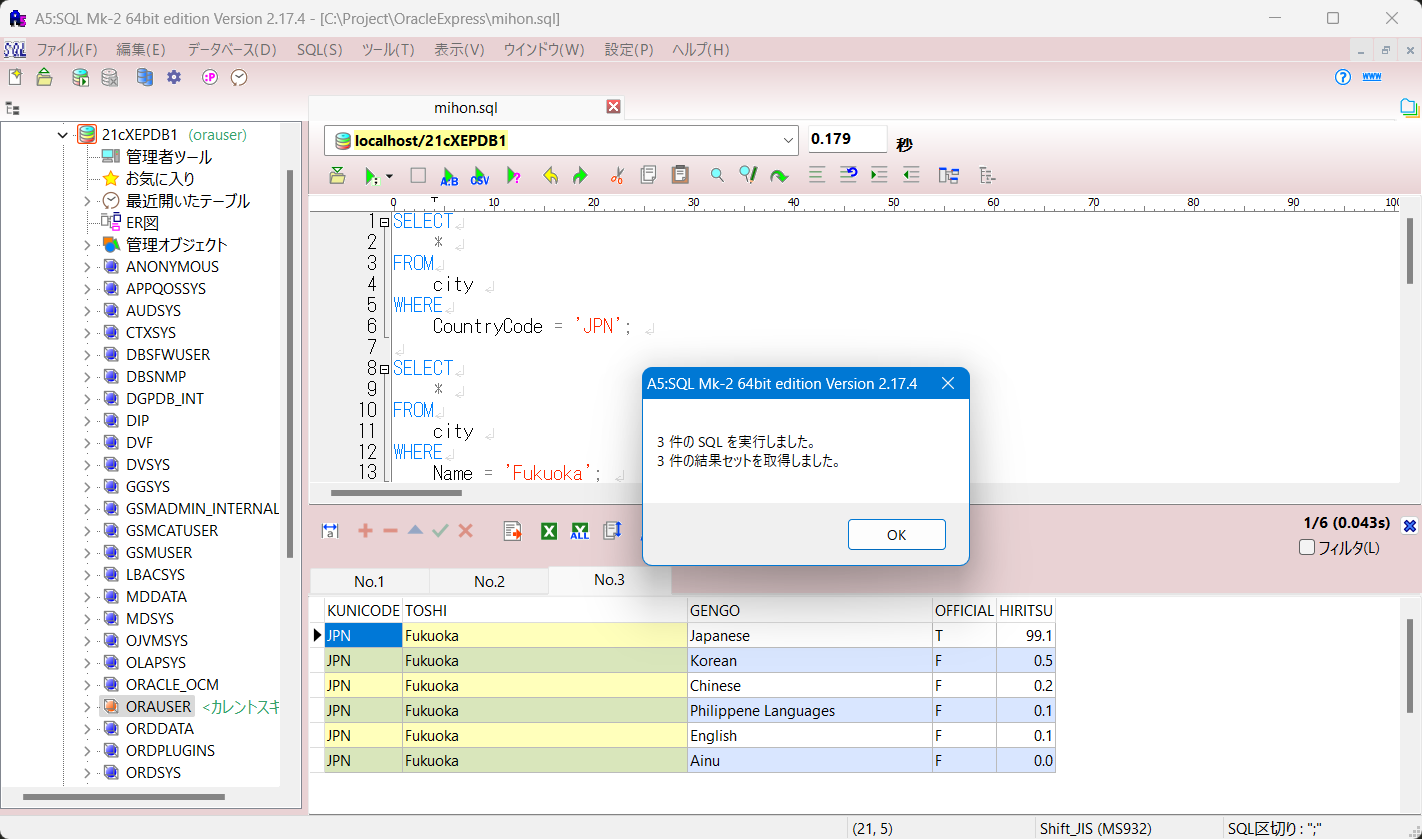 A5:SQL Mk-2 64bit edition Version 2.17.4 - [C:\Project\OracleExpress\mihon.sql]
SQL ファイル(F) 編集(E) データベース(D) SQL(S) ツール(T) 表示(V) ウインドウ(W) 設定(P) ヘルプ(H)
:P ? WWW
mihon.sql
21cXEPDB1 (orauser)
管理者ツール
お気に入り
最近開いたテーブル
ER図
管理オブジェクト
ANONYMOUS
APPQOSSYS
AUDSYS
CTXSYS
DBSFWUSER
DBSNMP
DGPDB_INT
DIP
DVF
DVSYS
GGSYS
GSMADMIN_INTERNAL
GSMCATUSER
GSMUSER
LBACSYS
MDDATA
MDSYS
OJVMSYS
OLAPSYS
ORACLE_OCM
ORAUSER <カレントスキ
ORDDATA
ORDPLUGINS
ORDSYS
localhost/21cXEPDB1 0.179 秒
A:B CSV ?
0 10 20 30 40 50 60 70 80 90 100
1 SELECT
2 *
3 FROM
4 city
5 WHERE
6 CountryCode = 'JPN';
7
8 SELECT
9 *
10 FROM
11 city
12 WHERE
13 Name = 'Fukuoka';
A5:SQL Mk-2 64bit edition Version 2.17.4
3 件の SQL を実行しました。
3 件の結果セットを取得しました。
OK
a ALL
1/6 (0.043s)
フィルタ(L)
No.1 No.2 No.3
KUNICODE TOSHI GENGO OFFICIAL HIRITSU
JPN Fukuoka Japanese T 99.1
JPN Fukuoka Korean F 0.5
JPN Fukuoka Chinese F 0.2
JPN Fukuoka Philippene Languages F 0.1
JPN Fukuoka English F 0.1
JPN Fukuoka Ainu F 0.0
(21, 5) Shift_JIS (MS932) SQL区切り : ";"